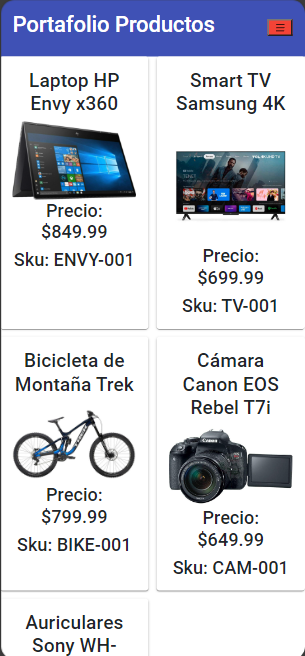 Portafolio Productos
☰
Laptop HP
Envy x360
Precio:
$849.99
Sku: ENVY-001
Smart TV
Samsung 4K
Precio:
$699.99
Sku: TV-001
Bicicleta de
Montaña Trek
Precio:
$799.99
Sku: BIKE-001
Cámara
Canon EOS
Rebel T7i
Canon
Precio:
$649.99
Sku: CAM-001
Auriculares
Sony WH-